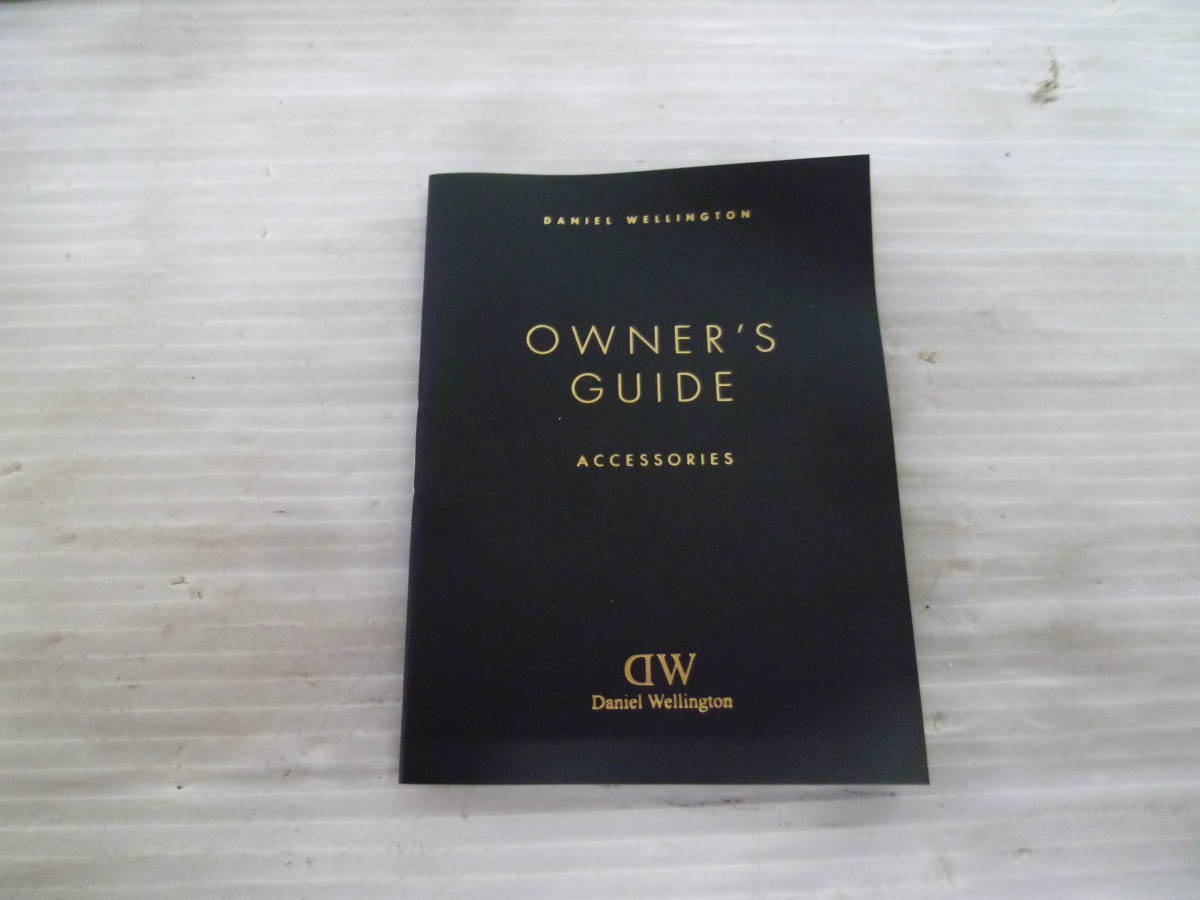 DANIEL WELLINGTON
OWNER'S
GUIDE
ACCESSORIES
DW
Daniel Wellington